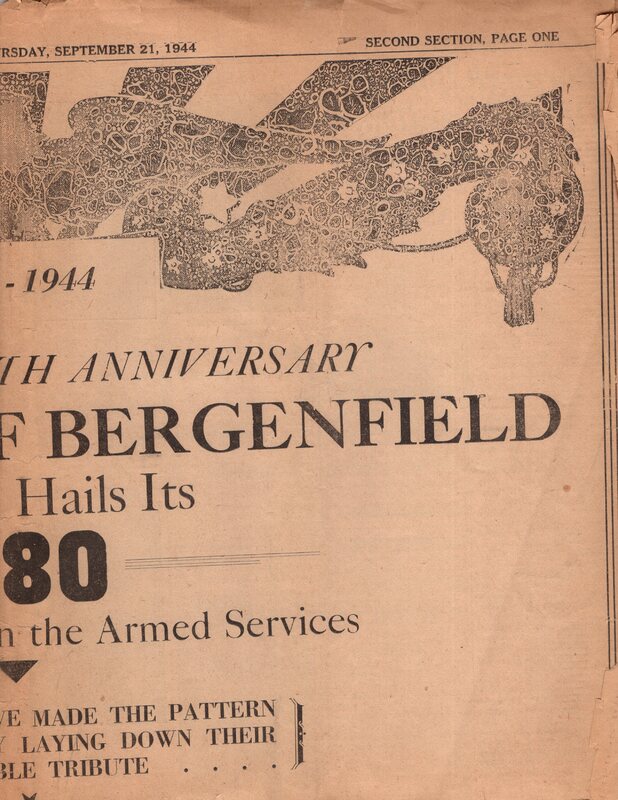 RSDAY, SEPTEMBER 21, 1944
SECOND SECTION, PAGE ONE
- 1944
TH ANNIVERSARY
F BERGENFIELD
Hails Its
80
n the Armed Services
VE MADE THE PATTERN
Y LAYING DOWN THEIR
BLE TRIBUTE . . . .